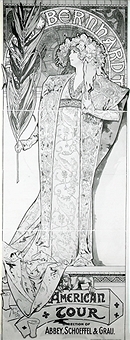 BERNHARDT
AMERICAN
TOUR
DIRECTION OF
ABBEY, SCHOEFFEL & GRAU.